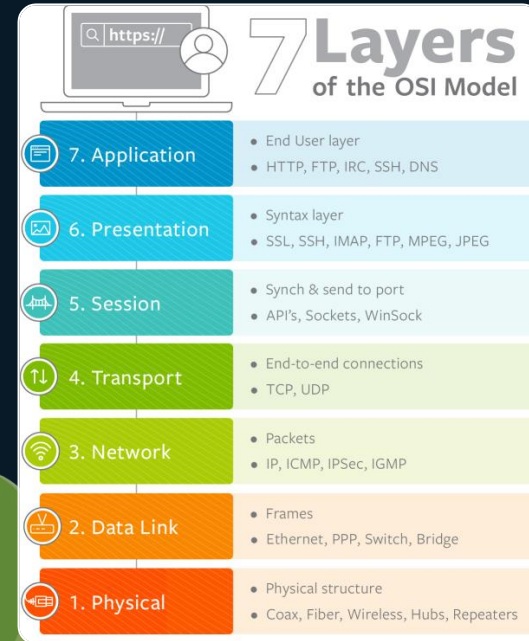 https://
7 Layers
of the OSI Model
7. Application
• End User layer
• HTTP, FTP, IRC, SSH, DNS
6. Presentation
• Syntax layer
• SSL, SSH, IMAP, FTP, MPEG, JPEG
5. Session
• Synch & send to port
• API's, Sockets, WinSock
4. Transport
• End-to-end connections
• TCP, UDP
3. Network
• Packets
• IP, ICMP, IPSec, IGMP
2. Data Link
• Frames
• Ethernet, PPP, Switch, Bridge
1. Physical
• Physical structure
• Coax, Fiber, Wireless, Hubs, Repeaters